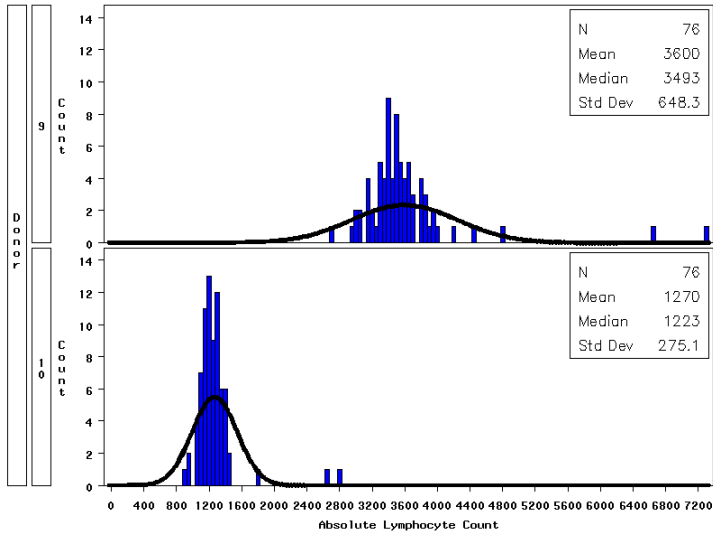 14
12
10
8
6
4
2
0
Count
9
N 76
Mean 3600
Median 3493
Std Dev 648.3
Donor
14
12
10
8
6
4
2
0
Count
10
N 76
Mean 1270
Median 1223
Std Dev 275.1
0 400 800 1200 1600 2000 2400 2800 3200 3600 4000 4400 4800 5200 5600 6000 6400 6800 7200
Absolute Lymphocyte Count